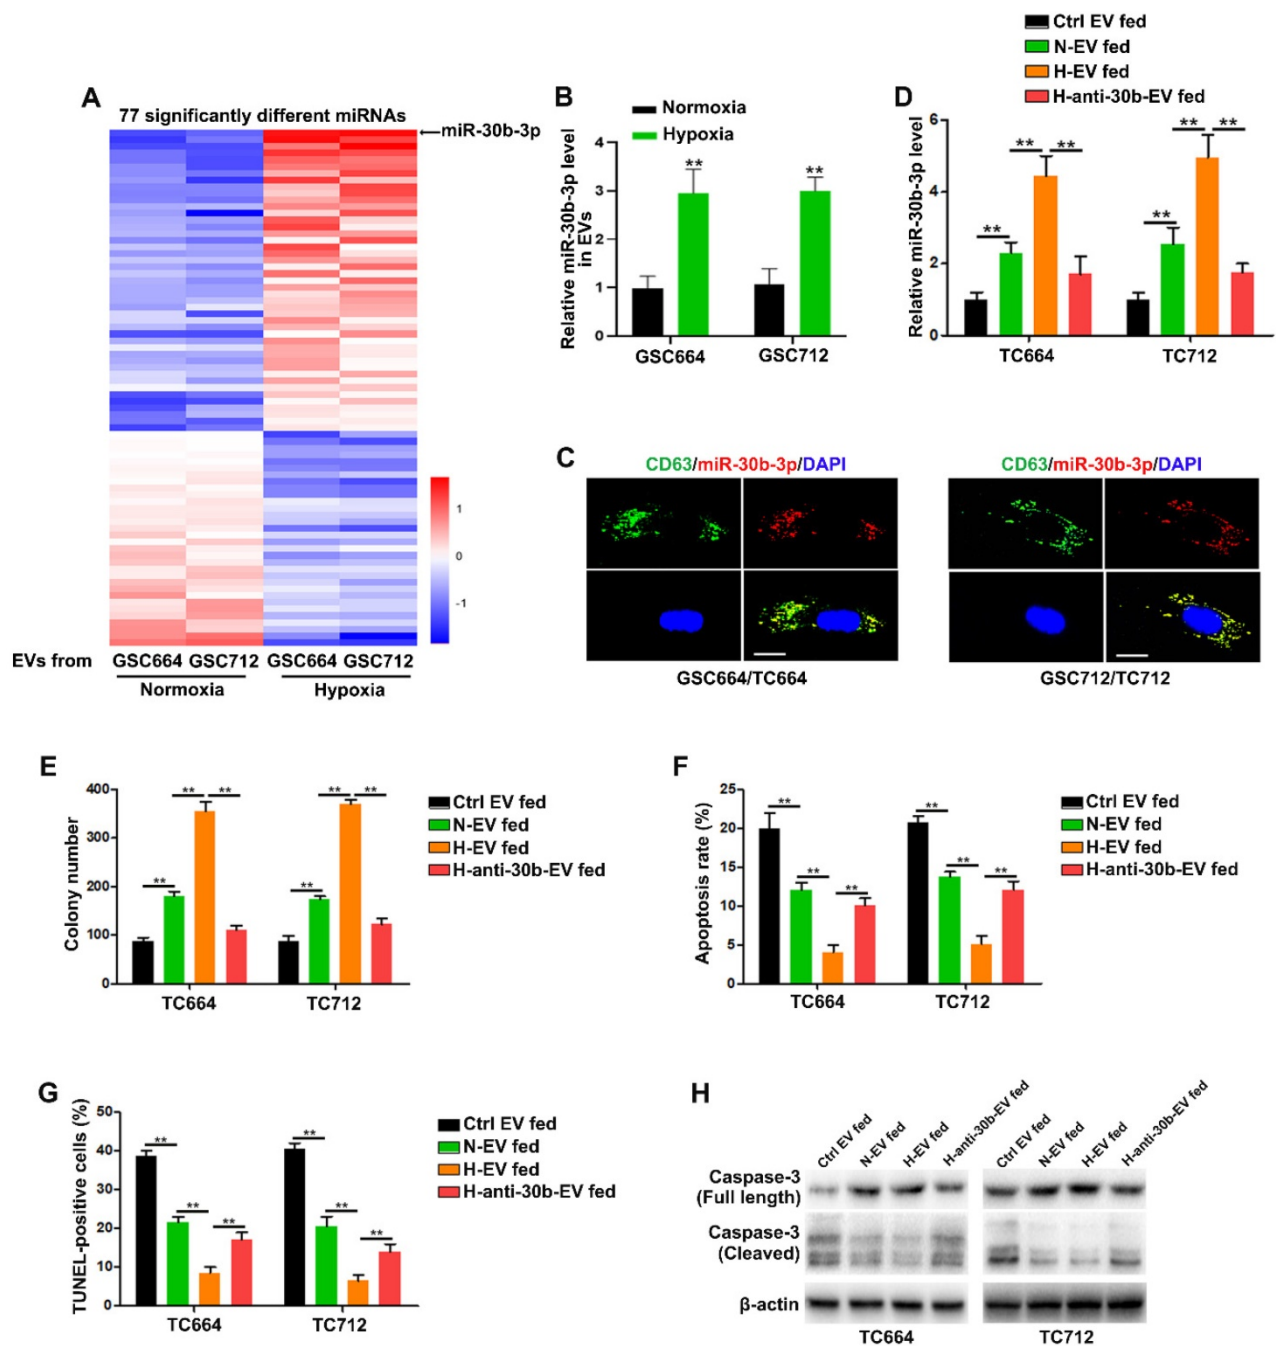 A
77 significantly different miRNAs
←miR-30b-3p
1
0
-1
EVs from
GSC664 GSC712 GSC664 GSC712
Normoxia Hypoxia
B
Normoxia
Hypoxia
Relative miR-30b-3p level
in EVs
4
3
2
1
0
** **
GSC664 GSC712
Ctrl EV fed
N-EV fed
H-EV fed
H-anti-30b-EV fed
D
Relative miR-30b-3p level
6
4
2
0
** ** ** ** ** **
TC664 TC712
C
CD63/miR-30b-3p/DAPI
GSC664/TC664
CD63/miR-30b-3p/DAPI
GSC712/TC712
E
Colony number
400
300
200
100
0
** ** ** ** ** **
TC664 TC712
Ctrl EV fed
N-EV fed
H-EV fed
H-anti-30b-EV fed
F
Apoptosis rate (%)
25
20
15
10
5
0
** ** ** ** ** **
TC664 TC712
Ctrl EV fed
N-EV fed
H-EV fed
H-anti-30b-EV fed
G
TUNEL-positive cells (%)
50
40
30
20
10
0
** ** ** ** ** **
TC664 TC712
Ctrl EV fed
N-EV fed
H-EV fed
H-anti-30b-EV fed
H
Ctrl EV fed
N-EV fed
H-EV fed
H-anti-30b-EV fed
Ctrl EV fed
N-EV fed
H-EV fed
H-anti-30b-EV fed
Caspase-3
(Full length)
Caspase-3
(Cleaved)
β-actin
TC664 TC712